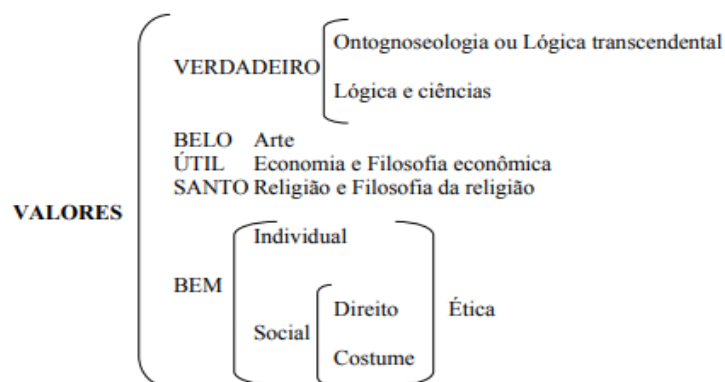 Ontognoseologia ou Lógica transcendental
VERDADEIRO
Lógica e ciências
BELO Arte
ÚTIL Economia e Filosofia econômica
SANTO Religião e Filosofia da religião
VALORES
Individual
BEM
Direito Ética
Social
Costume